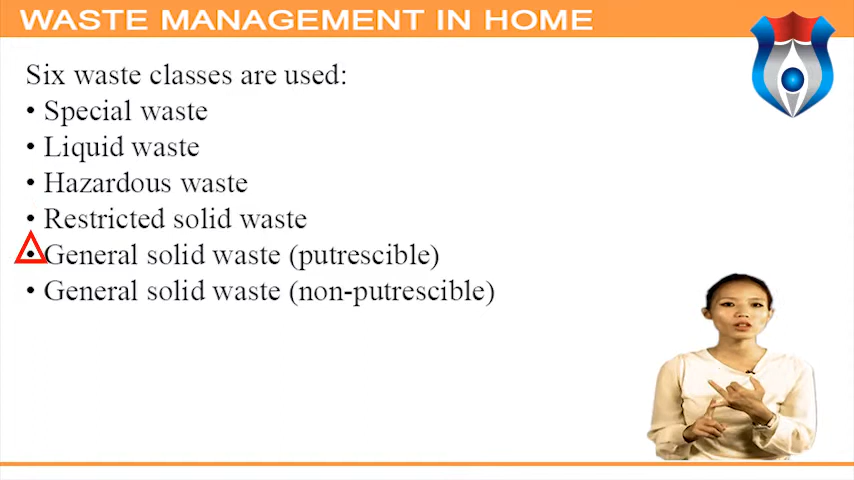 WASTE MANAGEMENT IN HOME
Six waste classes are used:
• Special waste
• Liquid waste
• Hazardous waste
• Restricted solid waste
• General solid waste (putrescible)
• General solid waste (non-putrescible)